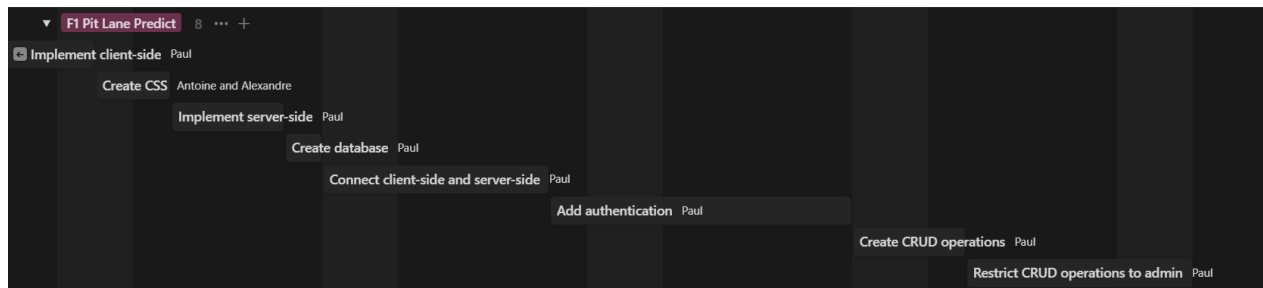 F1 Pit Lane Predict 8
Implement client-side Paul
Create CSS Antoine and Alexandre
Implement server-side Paul
Create database Paul
Connect client-side and server-side Paul
Add authentication Paul
Create CRUD operations Paul
Restrict CRUD operations to admin Paul